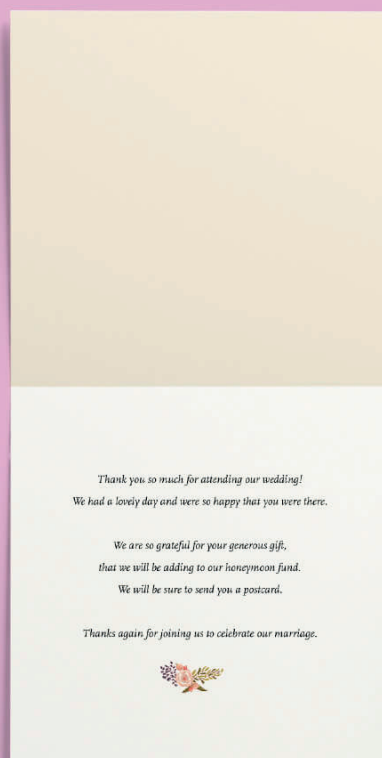 Thank you so much for attending our wedding!
We had a lovely day and were so happy that you were there.
We are so grateful for your generous gift,
that we will be adding to our honeymoon fund.
We will be sure to send you a postcard.
Thanks again for joining us to celebrate our marriage.